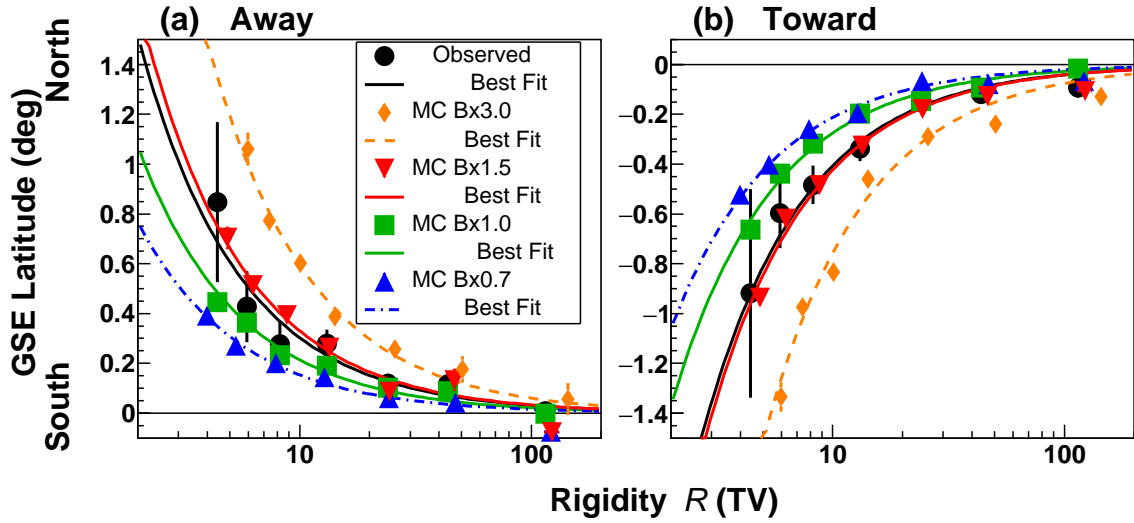 (a) Away
(b) Toward
GSE Latitude (deg)
North
South
1.4
1.2
1
0.8
0.6
0.4
0.2
0
10
100
Observed
Best Fit
MC Bx3.0
Best Fit
MC Bx1.5
Best Fit
MC Bx1.0
Best Fit
MC Bx0.7
Best Fit
0
−0.2
−0.4
−0.6
−0.8
−1
−1.2
−1.4
10
100
Rigidity R (TV)